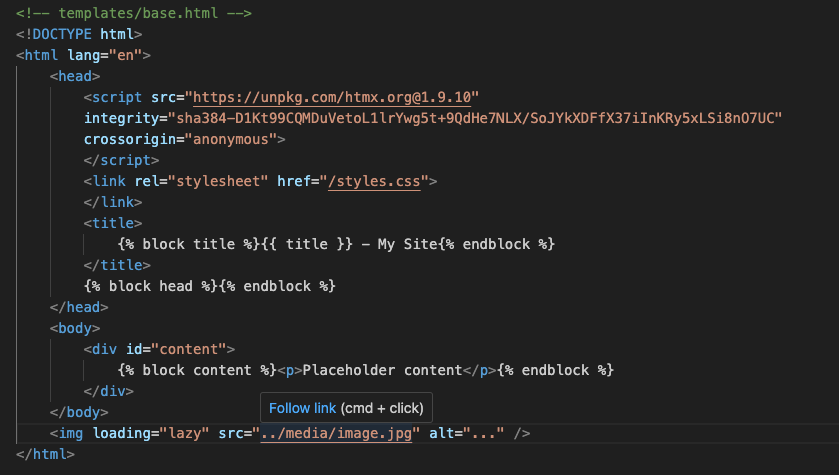 <!-- templates/base.html -->
<!DOCTYPE html>
<html lang="en">
<head>
<script src="https://unpkg.com/htmx.org@1.9.10"
integrity="sha384-D1Kt99CQMDuVetoL1lrYwg5t+9QdHe7NLX/SoJYkXDFfX37iInKRy5xLSi8nO7UC"
crossorigin="anonymous">
</script>
<link rel="stylesheet" href="/styles.css">
</link>
<title>
{% block title %}{{ title }} - My Site{% endblock %}
</title>
{% block head %}{% endblock %}
</head>
<body>
<div id="content">
{% block content %}<p>Placeholder content</p>{% endblock %}
</div>
</body>
Follow link (cmd + click)
<img loading="lazy" src="../media/image.jpg" alt="..." />
</html>